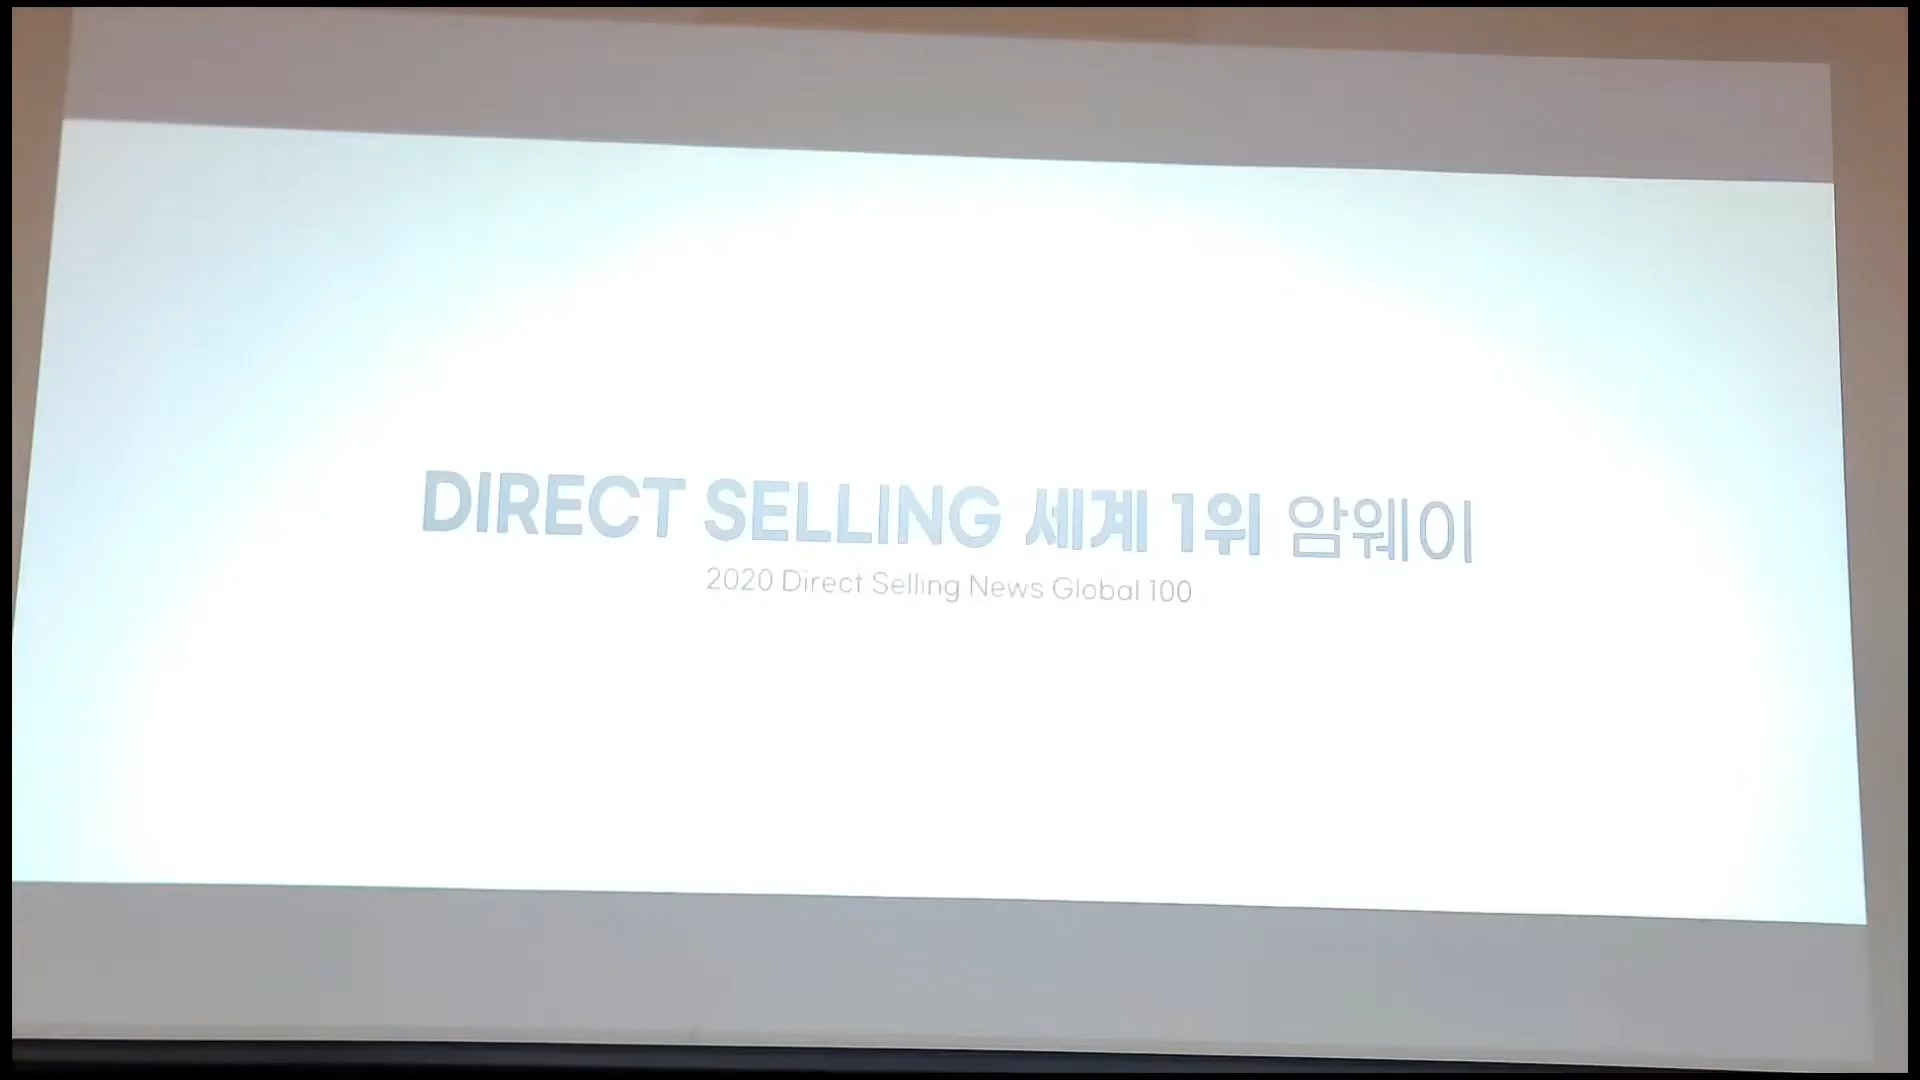 DIRECT SELLING 세계 1위 암웨이
2020 Direct Selling News Global 100